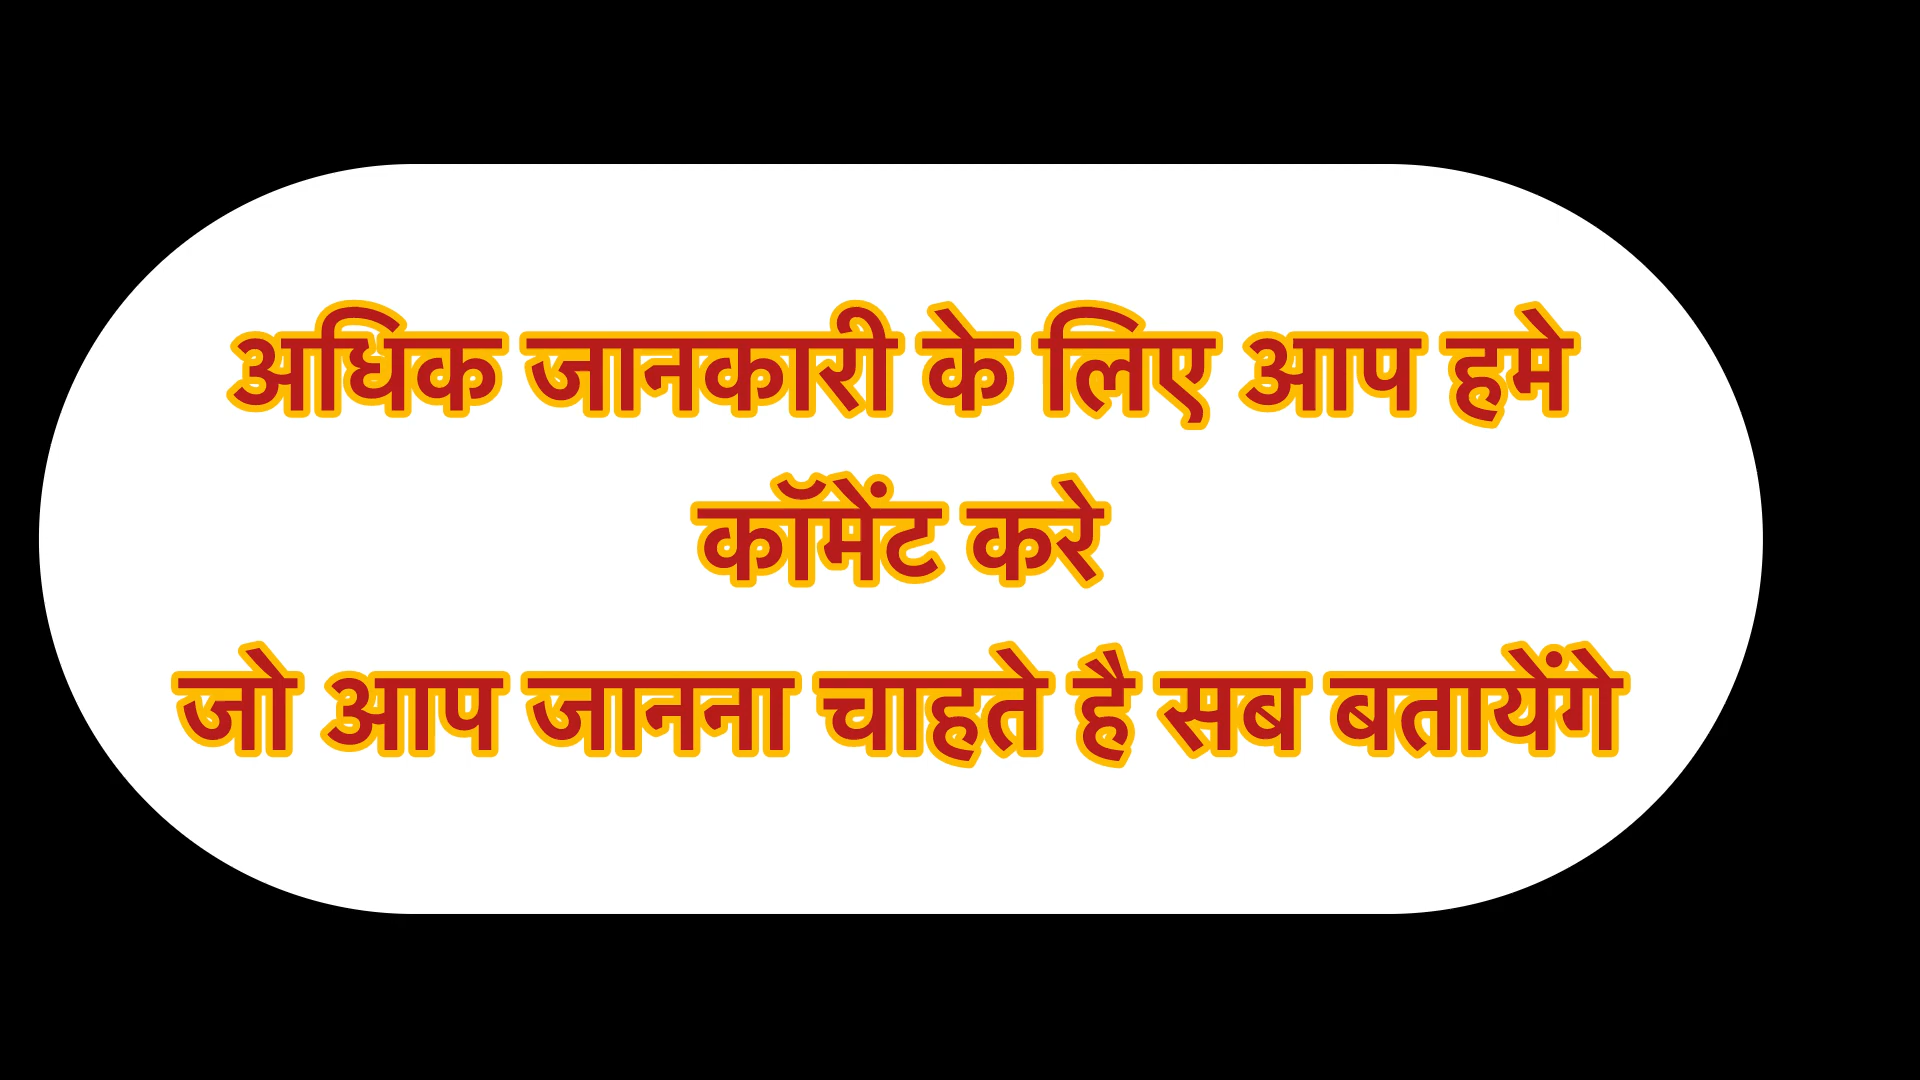 अधिक जानकारी के लिए आप हमे
कॉमेंट करे
जो आप जानना चाहते है सब बतायेंगे